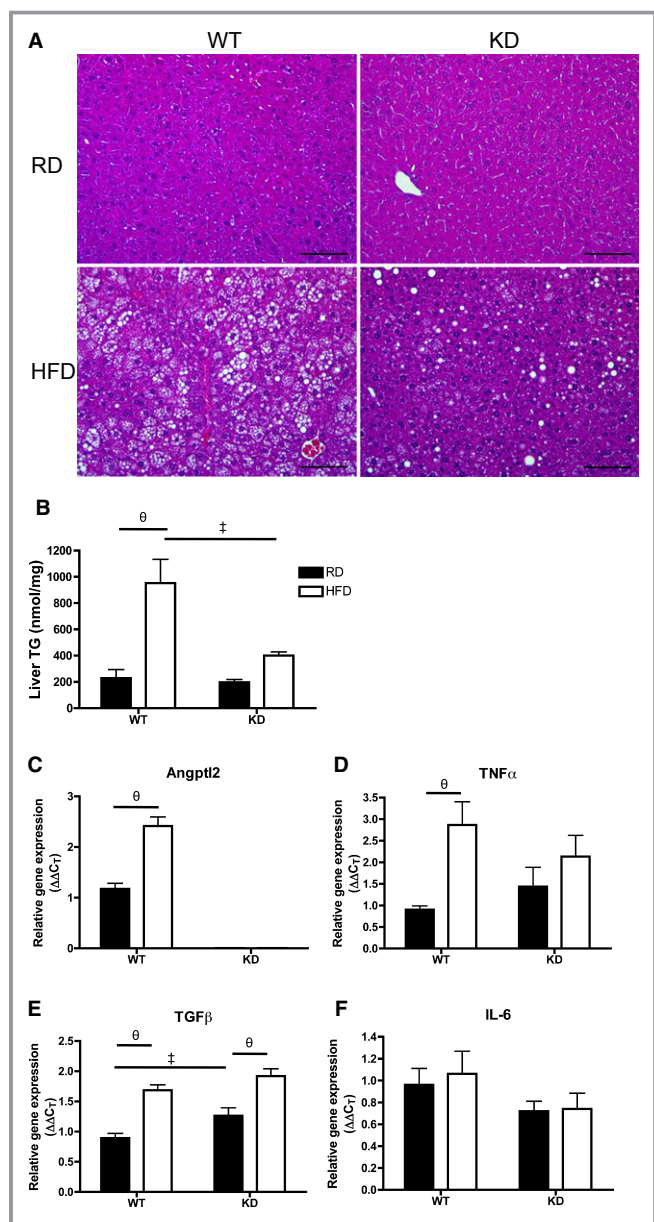 A
WT
KD
RD
HFD
B
θ
‡
1200
1000
800
600
400
200
0
Liver TG (nmol/mg)
WT
KD
RD
HFD
C
Angptl2
θ
3
2
1
0
Relative gene expression
(ΔΔCT)
WT
KD
D
TNFα
θ
3.5
3.0
2.5
2.0
1.5
1.0
0.5
0.0
Relative gene expression
(ΔΔCT)
WT
KD
E
TGFβ
θ
‡
θ
2.5
2.0
1.5
1.0
0.5
0.0
Relative gene expression
(ΔΔCT)
WT
KD
F
IL-6
1.4
1.2
1.0
0.8
0.6
0.4
0.2
0.0
Relative gene expression
(ΔΔCT)
WT
KD